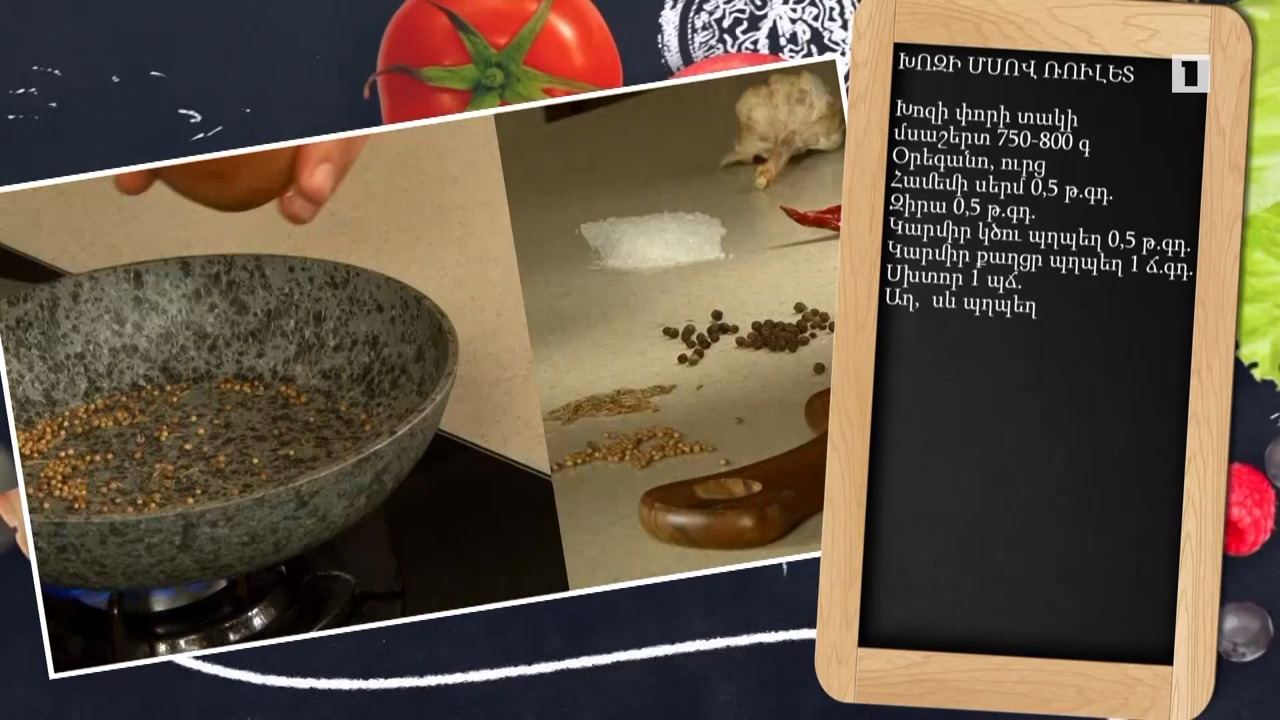 ԽՈԶԻ ՄՍՈՎ ՌՈՒԼԵՏ
1
Խոզի փորի տակի
մսաշերտ 750-800 գ
Օրեգանո, ուրց
Համեմի սերմ 0,5 թ.գդ.
Զիրա 0,5 թ.գդ.
Կարմիր կծու պղպեղ 0,5 թ.գդ.
Կարմիր քաղցր պղպեղ 1 ճ.գդ.
Սխտոր 1 պճ.
Աղ, սև պղպեղ